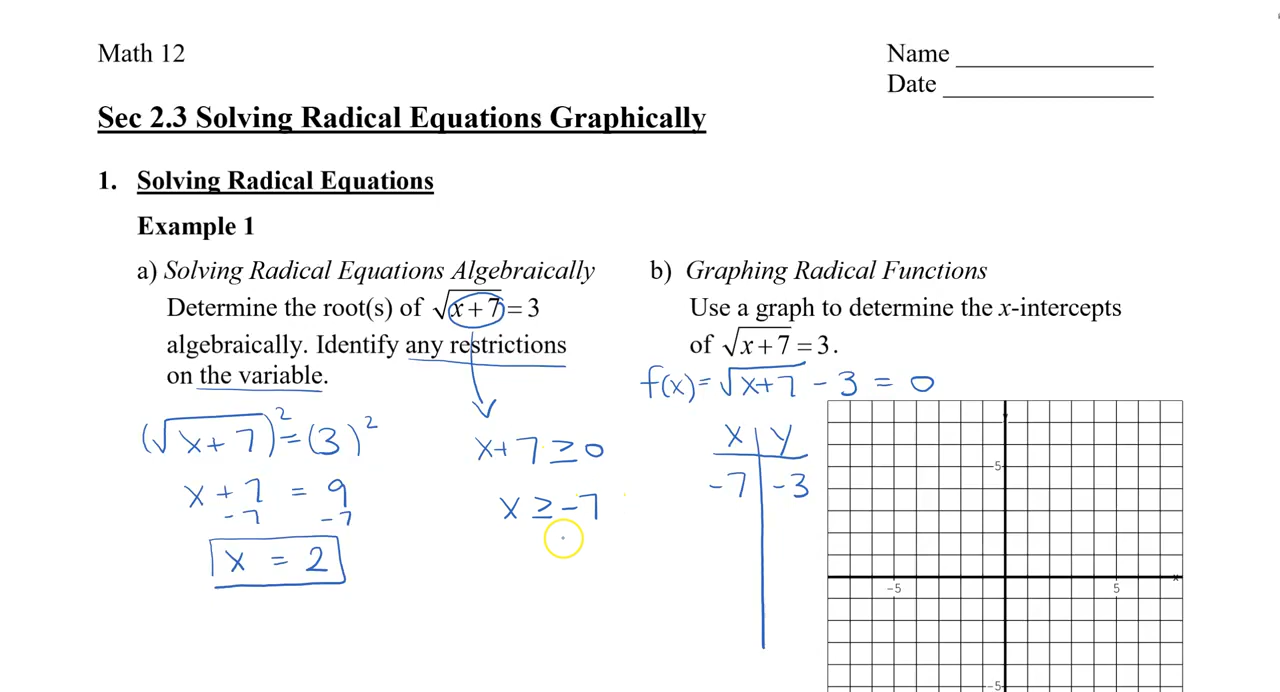 Math 12
Name
Date
Sec 2.3 Solving Radical Equations Graphically
1. Solving Radical Equations
Example 1
a) Solving Radical Equations Algebraically
Determine the root(s) of √(x+7) = 3
algebraically. Identify any restrictions
on the variable.
(√(x+7))² = (3)²
x+7 = 9
-7 -7
x = 2
x+7 ≥ 0
x ≥ -7
b) Graphing Radical Functions
Use a graph to determine the x-intercepts
of √(x+7) = 3.
f(x) = √(x+7) - 3 = 0
x y
-7 -3
5
-5 5 x
-5